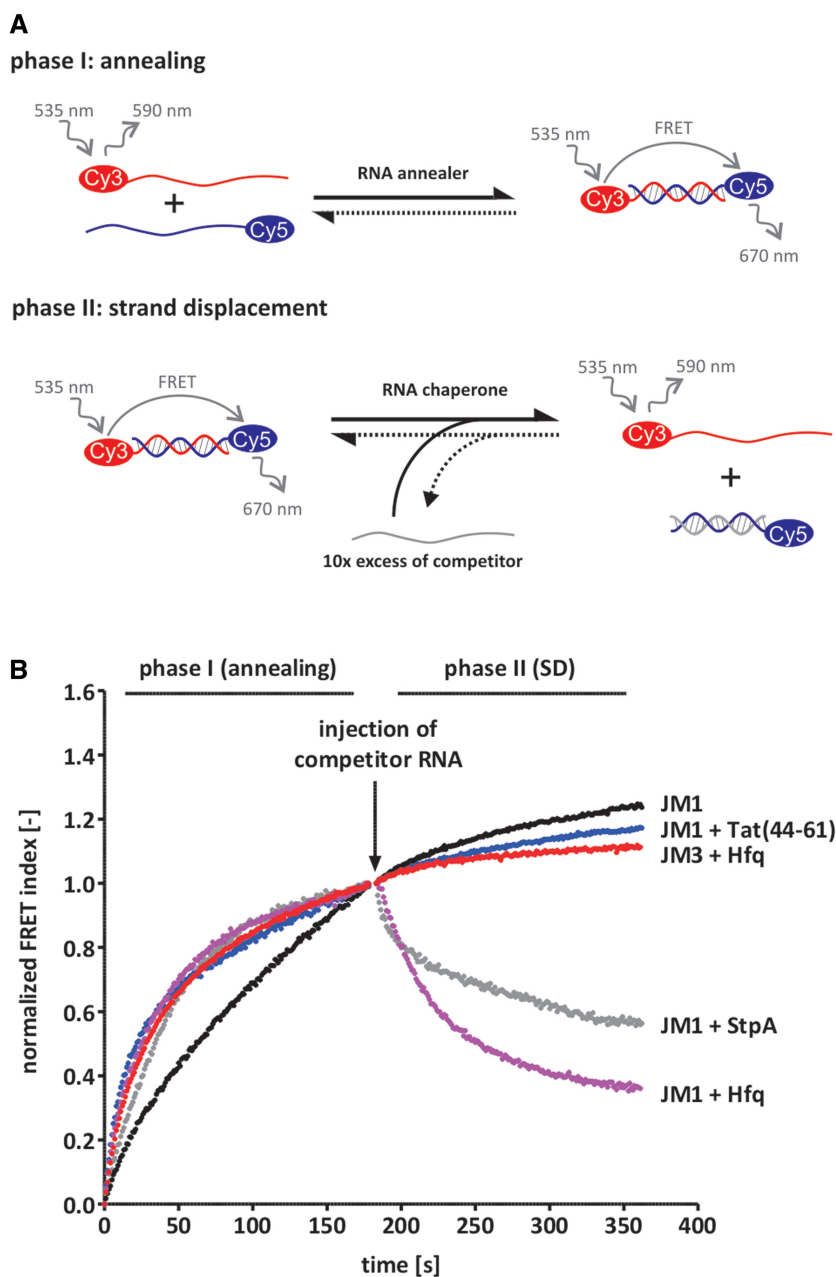 A
phase I: annealing
535 nm
590 nm
Cy3
+
Cy5
RNA annealer
535 nm
FRET
Cy3
Cy5
670 nm
phase II: strand displacement
535 nm
FRET
Cy3
Cy5
670 nm
RNA chaperone
10x excess of competitor
535 nm
590 nm
Cy3
+
Cy5
B
phase I (annealing)
phase II (SD)
injection of
competitor RNA
normalized FRET index [-]
1.6
1.4
1.2
1.0
0.8
0.6
0.4
0.2
0.0
JM1
JM1 + Tat(44-61)
JM3 + Hfq
JM1 + StpA
JM1 + Hfq
0 50 100 150 200 250 300 350 400
time [s]